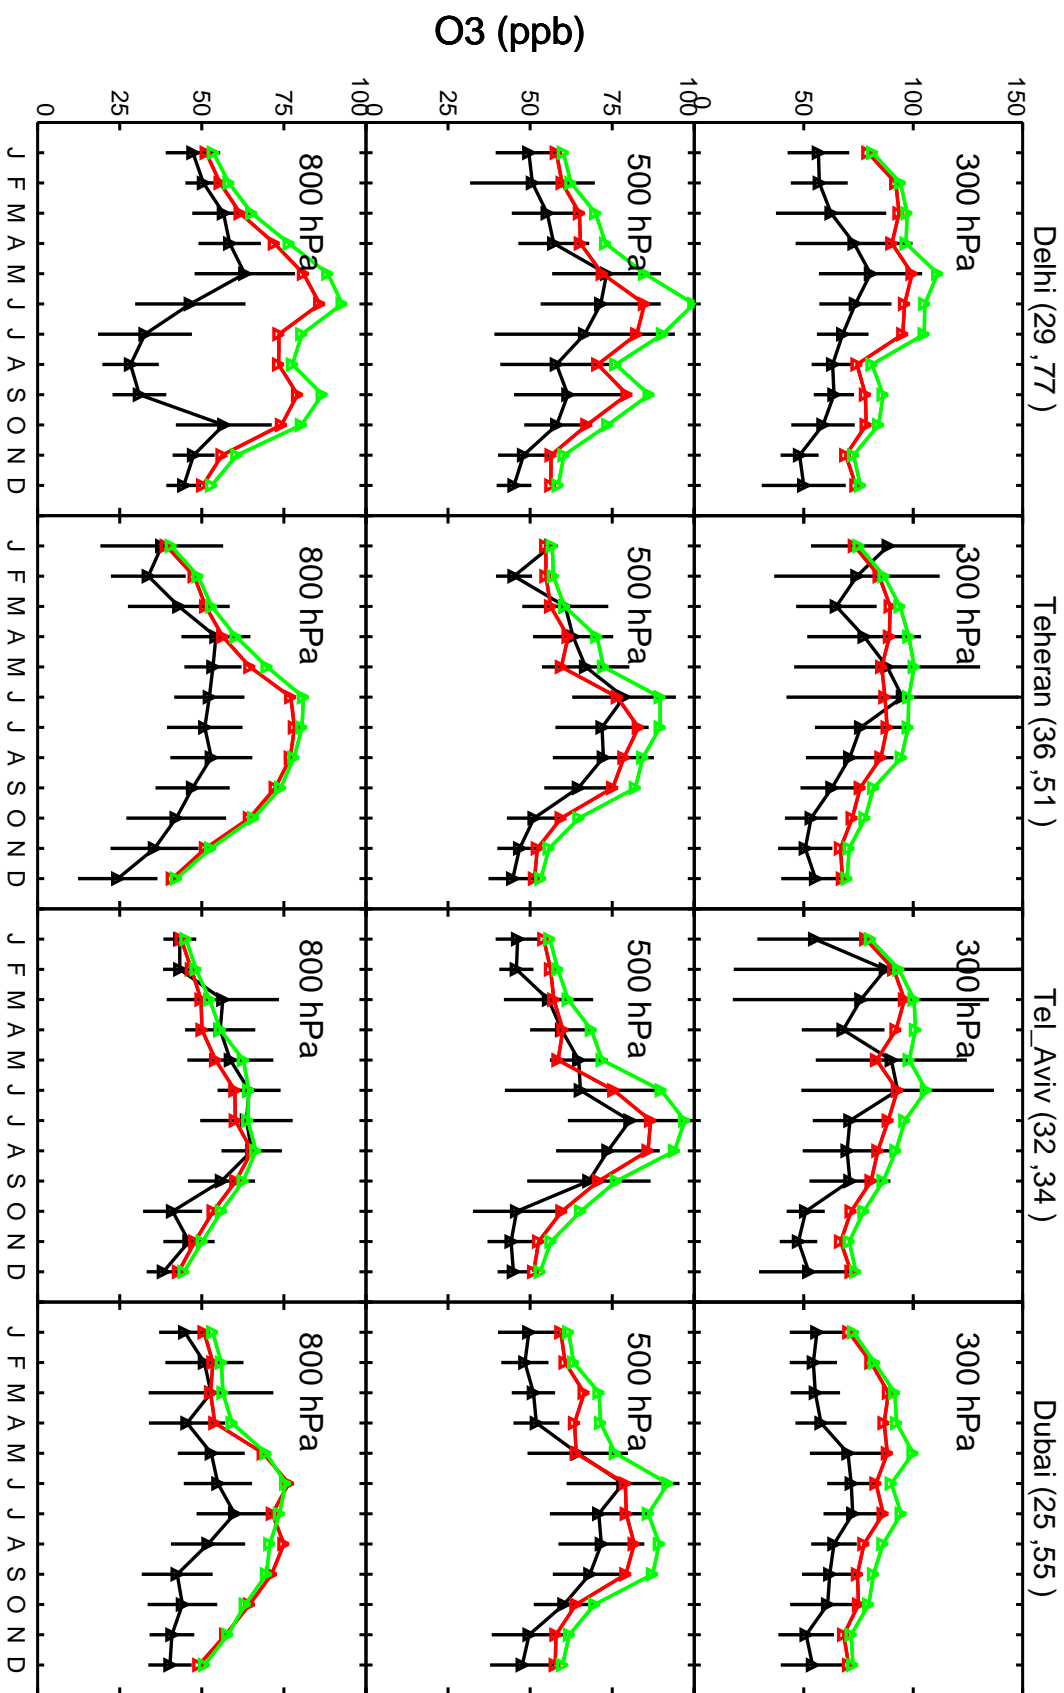 Delhi (29 ,77 )
Teheran (36 ,51 )
Tel_Aviv (32 ,34 )
Dubai (25 ,55 )
O3 (ppb)
150
100
50
0
300 hPa
300 hPa
300 hPa
300 hPa
100
75
50
25
0
500 hPa
500 hPa
500 hPa
500 hPa
100
75
50
25
0
800 hPa
800 hPa
800 hPa
800 hPa
J F M A M J J A S O N D
J F M A M J J A S O N D
J F M A M J J A S O N D
J F M A M J J A S O N D